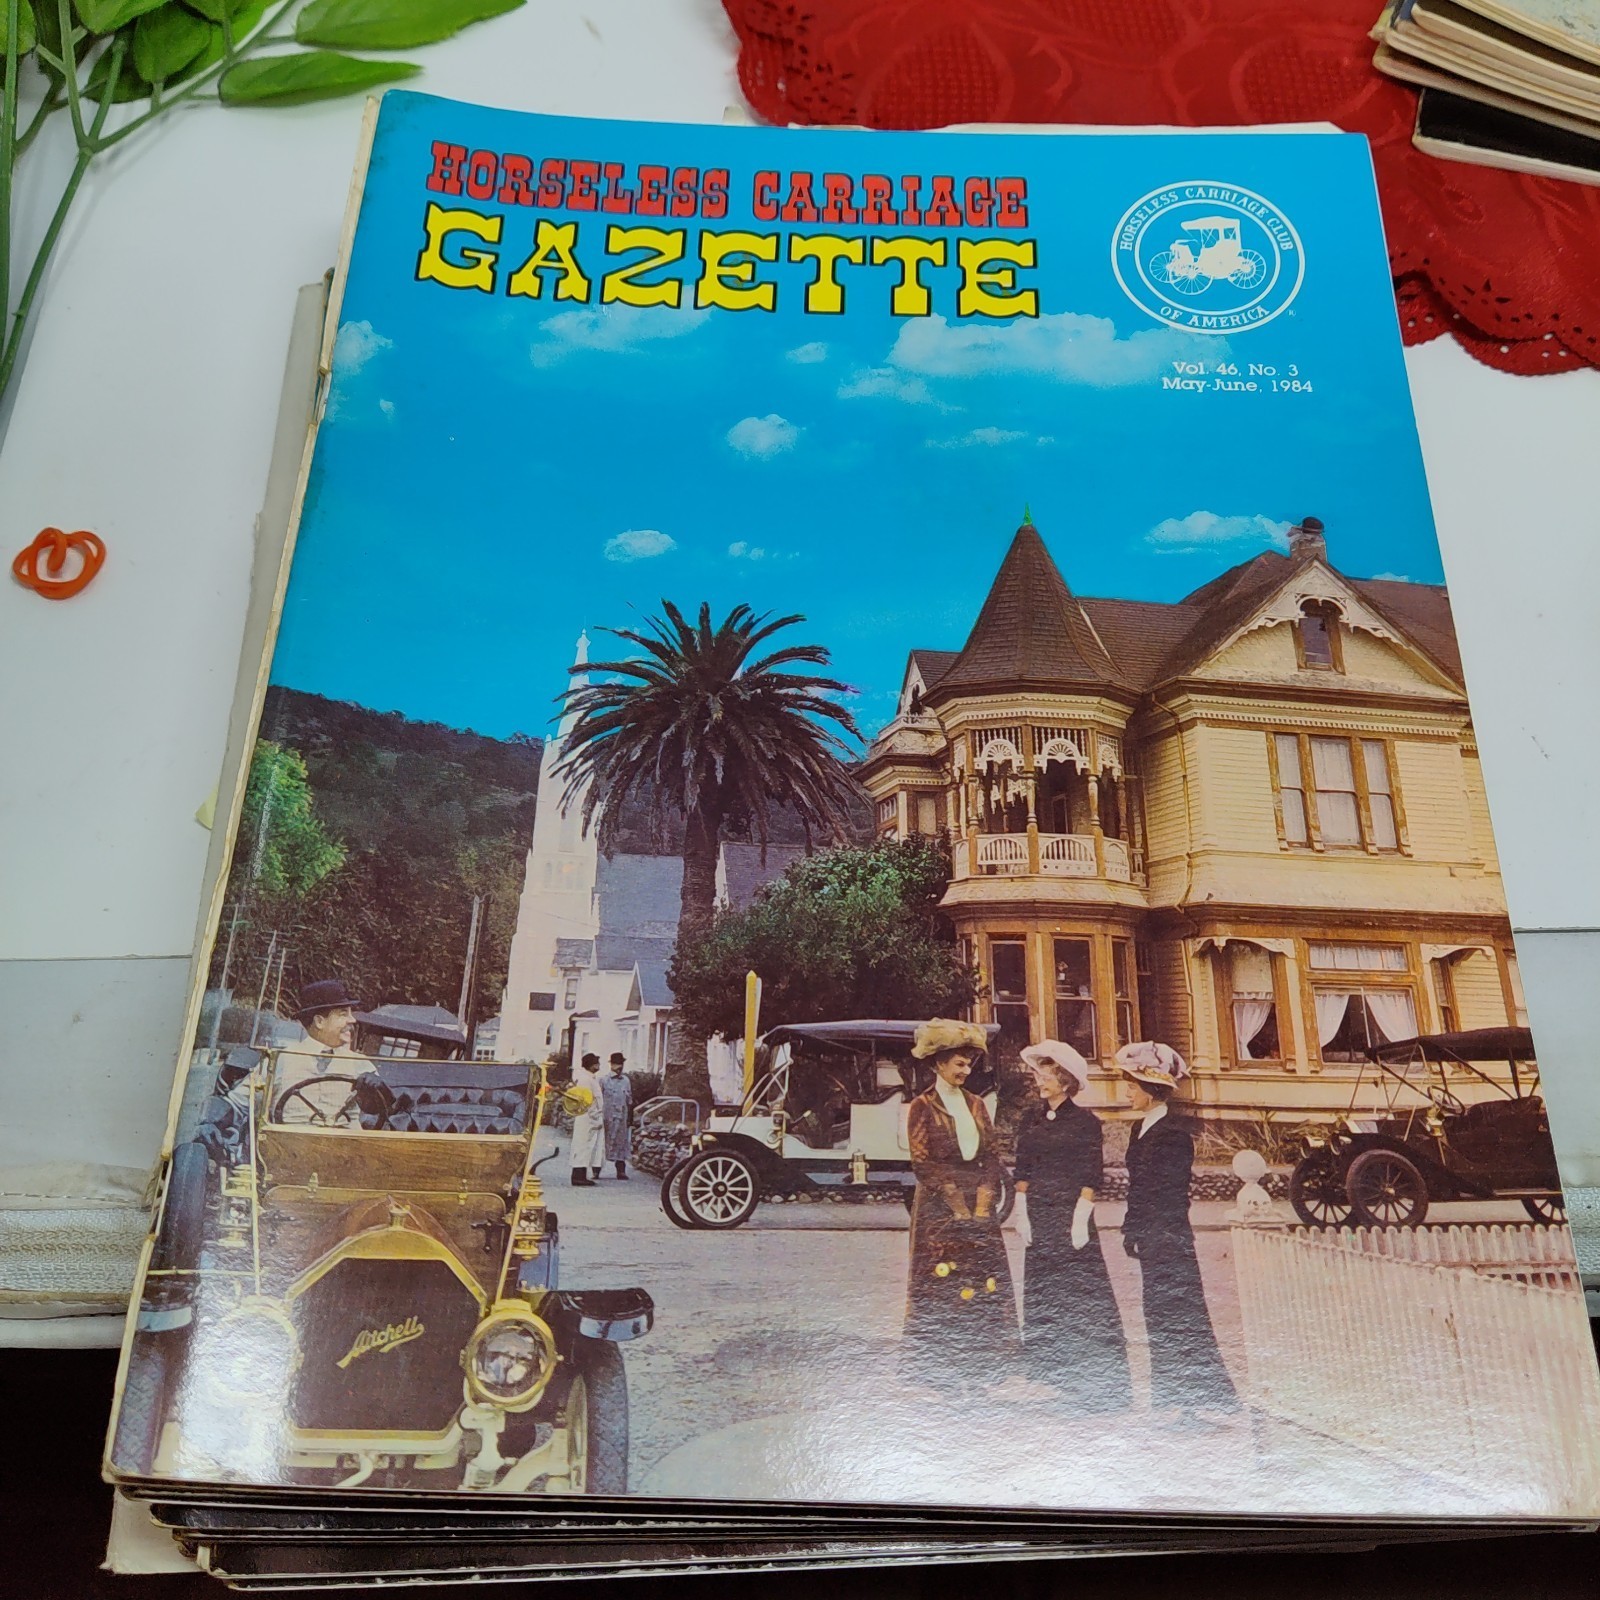 HORSELESS CARRIAGE
GAZETTE
HORSELESS CARRIAGE CLUB
OF AMERICA
Vol. 46, No. 3
May-June, 1984
Mitchell